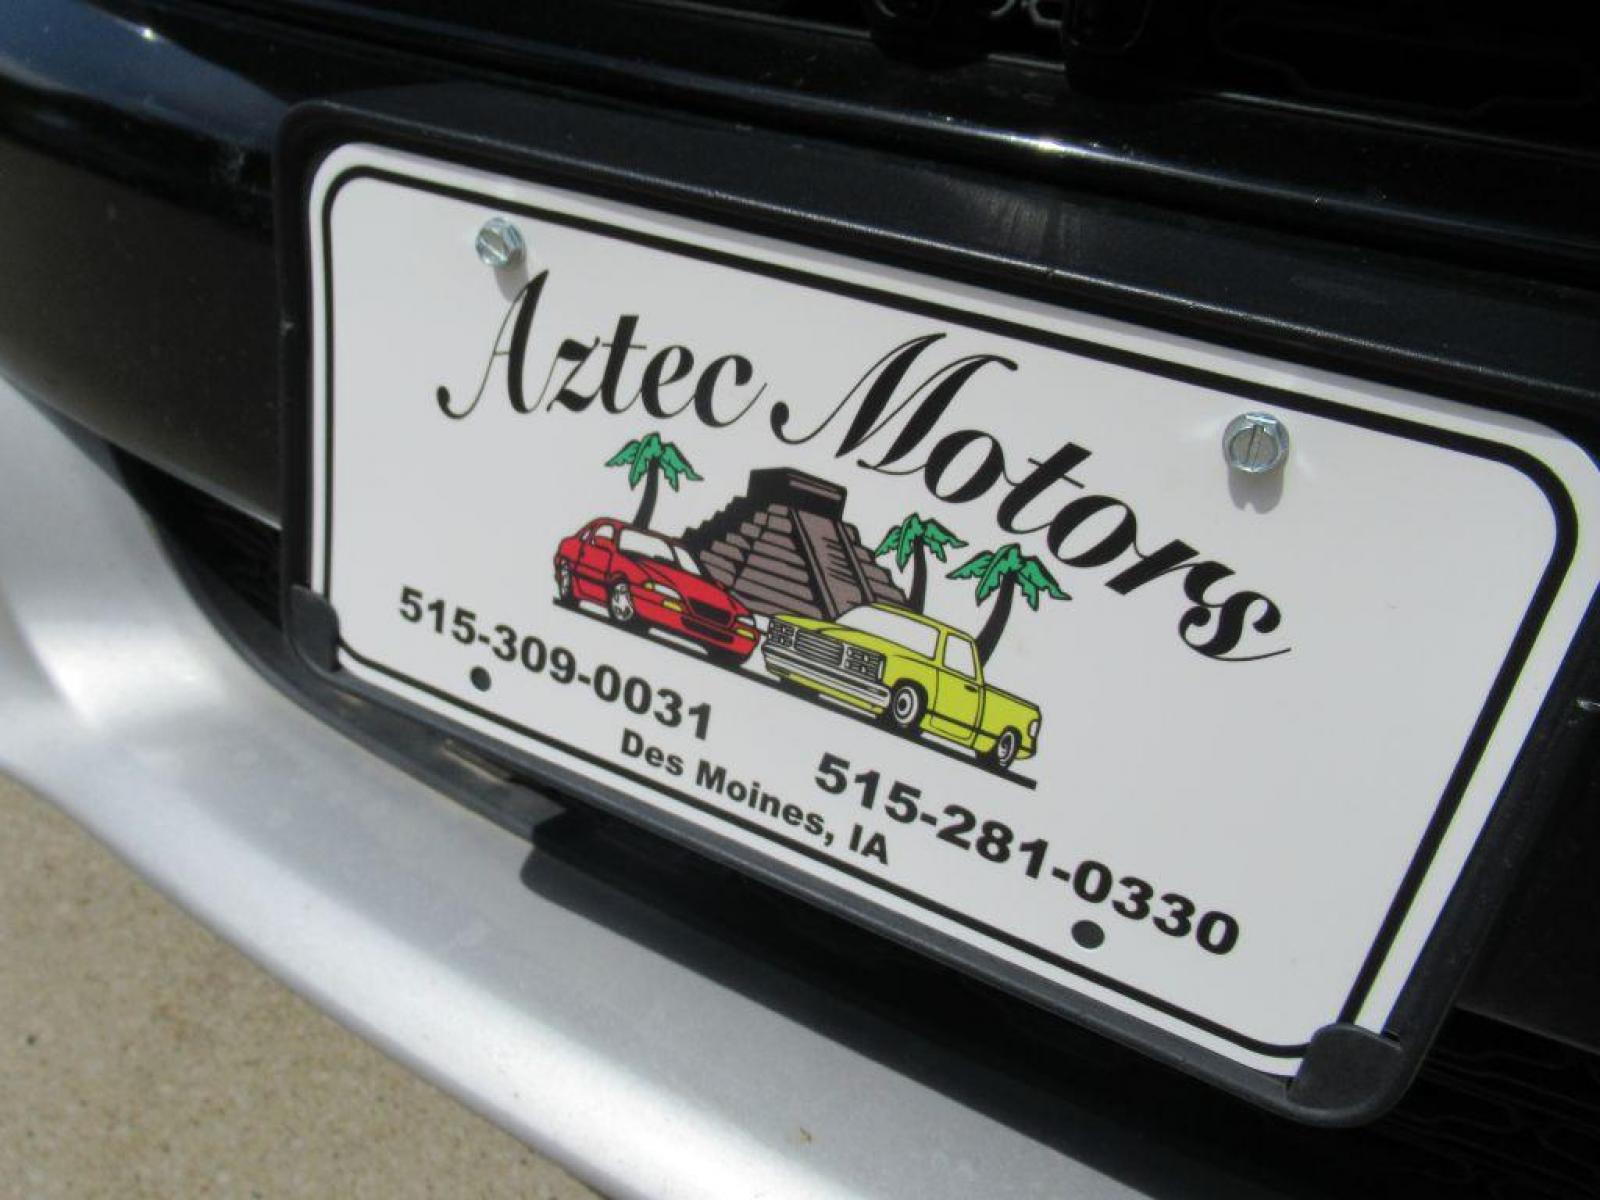 Aztec Motors
515-309-0031
515-281-0330
Des Moines, IA